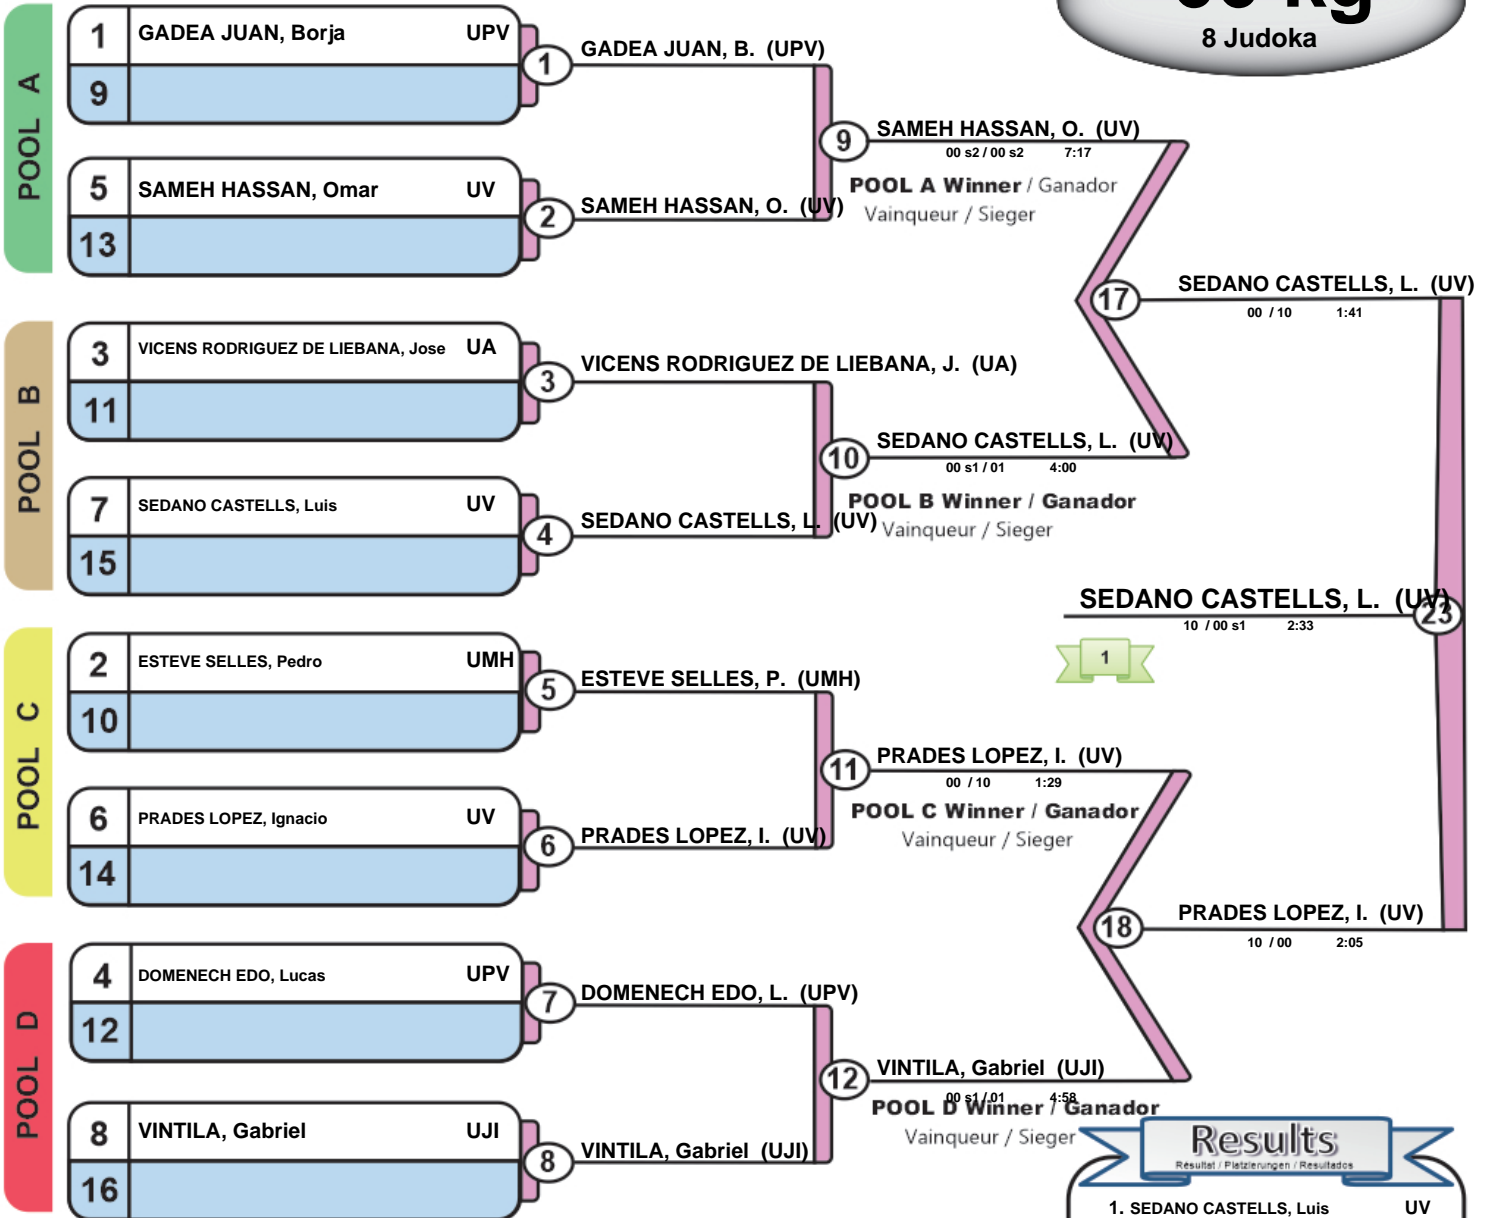 8 Judoka
POOL A
1 GADEA JUAN, Borja UPV
9
5 SAMEH HASSAN, Omar UV
13
1 GADEA JUAN, B. (UPV)
2 SAMEH HASSAN, O. (UV)
9 SAMEH HASSAN, O. (UV)
00 s2 / 00 s2 7:17
POOL A Winner / Ganador
Vainqueur / Sieger
POOL B
3 VICENS RODRIGUEZ DE LIEBANA, Jose UA
11
7 SEDANO CASTELLS, Luis UV
15
3 VICENS RODRIGUEZ DE LIEBANA, J. (UA)
4 SEDANO CASTELLS, L. (UV)
10 SEDANO CASTELLS, L. (UV)
00 s1 / 01 4:00
POOL B Winner / Ganador
Vainqueur / Sieger
17 SEDANO CASTELLS, L. (UV)
00 / 10 1:41
SEDANO CASTELLS, L. (UV) 23
10 / 00 s1 2:33
1
POOL C
2 ESTEVE SELLES, Pedro UMH
10
6 PRADES LOPEZ, Ignacio UV
14
5 ESTEVE SELLES, P. (UMH)
6 PRADES LOPEZ, I. (UV)
11 PRADES LOPEZ, I. (UV)
00 / 10 1:29
POOL C Winner / Ganador
Vainqueur / Sieger
18 PRADES LOPEZ, I. (UV)
10 / 00 2:05
POOL D
4 DOMENECH EDO, Lucas UPV
12
8 VINTILA, Gabriel UJI
16
7 DOMENECH EDO, L. (UPV)
8 VINTILA, Gabriel (UJI)
12 VINTILA, Gabriel (UJI)
00 s1 / 01 4:58
POOL D Winner / Ganador
Vainqueur / Sieger
Results
Résultat / Platzierungen / Resultados
1. SEDANO CASTELLS, Luis UV